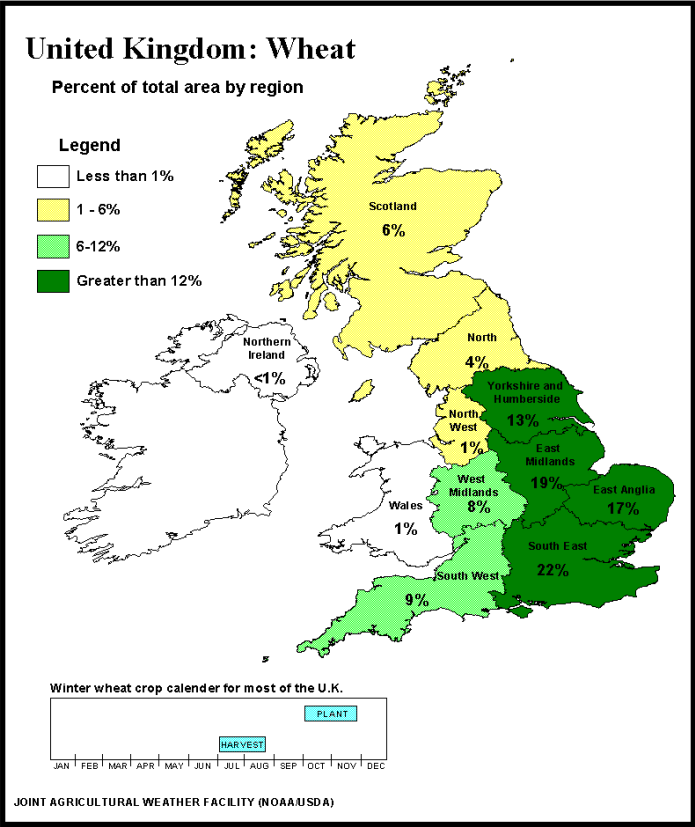 United Kingdom: Wheat
Percent of total area by region
Legend
Less than 1%
1 - 6%
6-12%
Greater than 12%
Scotland
6%
North
4%
Northern
Ireland
<1%
Yorkshire and
Humberside
13%
North
West
1%
East
Midlands
19%
West
Midlands
8%
East Anglia
17%
Wales
1%
South East
22%
South West
9%
Winter wheat crop calender for most of the U.K.
PLANT
HARVEST
JAN FEB MAR APR MAY JUN JUL AUG SEP OCT NOV DEC
JOINT AGRICULTURAL WEATHER FACILITY (NOAA/USDA)